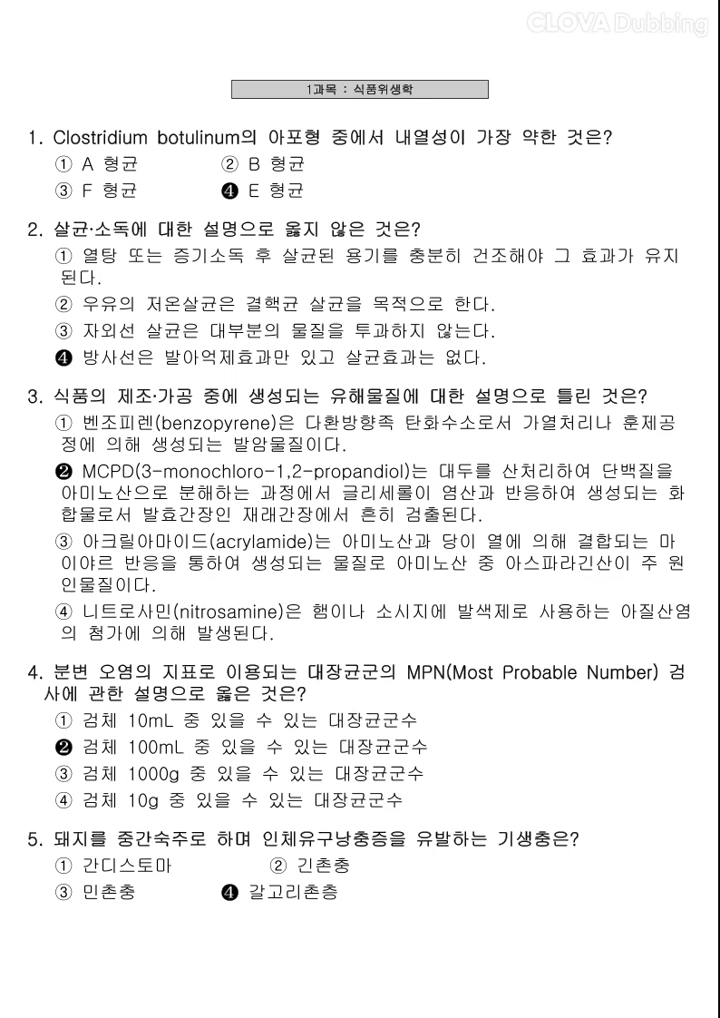 CLOVA Dubbing
1과목 : 식품위생학
1. Clostridium botulinum의 아포형 중에서 내열성이 가장 약한 것은?
① A 형균 ② B 형균
③ F 형균 ❹ E 형균
2. 살균·소독에 대한 설명으로 옳지 않은 것은?
① 열탕 또는 증기소독 후 살균된 용기를 충분히 건조해야 그 효과가 유지
된다.
② 우유의 저온살균은 결핵균 살균을 목적으로 한다.
③ 자외선 살균은 대부분의 물질을 투과하지 않는다.
❹ 방사선은 발아억제효과만 있고 살균효과는 없다.
3. 식품의 제조·가공 중에 생성되는 유해물질에 대한 설명으로 틀린 것은?
① 벤조피렌(benzopyrene)은 다환방향족 탄화수소로서 가열처리나 훈제공
정에 의해 생성되는 발암물질이다.
❷ MCPD(3-monochloro-1,2-propandiol)는 대두를 산처리하여 단백질을
아미노산으로 분해하는 과정에서 글리세롤이 염산과 반응하여 생성되는 화
합물로서 발효간장인 재래간장에서 흔히 검출된다.
③ 아크릴아마이드(acrylamide)는 아미노산과 당이 열에 의해 결합되는 마
이야르 반응을 통하여 생성되는 물질로 아미노산 중 아스파라긴산이 주 원
인물질이다.
④ 니트로사민(nitrosamine)은 햄이나 소시지에 발색제로 사용하는 아질산염
의 첨가에 의해 발생된다.
4. 분변 오염의 지표로 이용되는 대장균군의 MPN(Most Probable Number) 검
사에 관한 설명으로 옳은 것은?
① 검체 10mL 중 있을 수 있는 대장균군수
❷ 검체 100mL 중 있을 수 있는 대장균군수
③ 검체 1000g 중 있을 수 있는 대장균군수
④ 검체 10g 중 있을 수 있는 대장균군수
5. 돼지를 중간숙주로 하며 인체유구낭충증을 유발하는 기생충은?
① 간디스토마 ② 긴촌충
③ 민촌충 ❹ 갈고리촌층